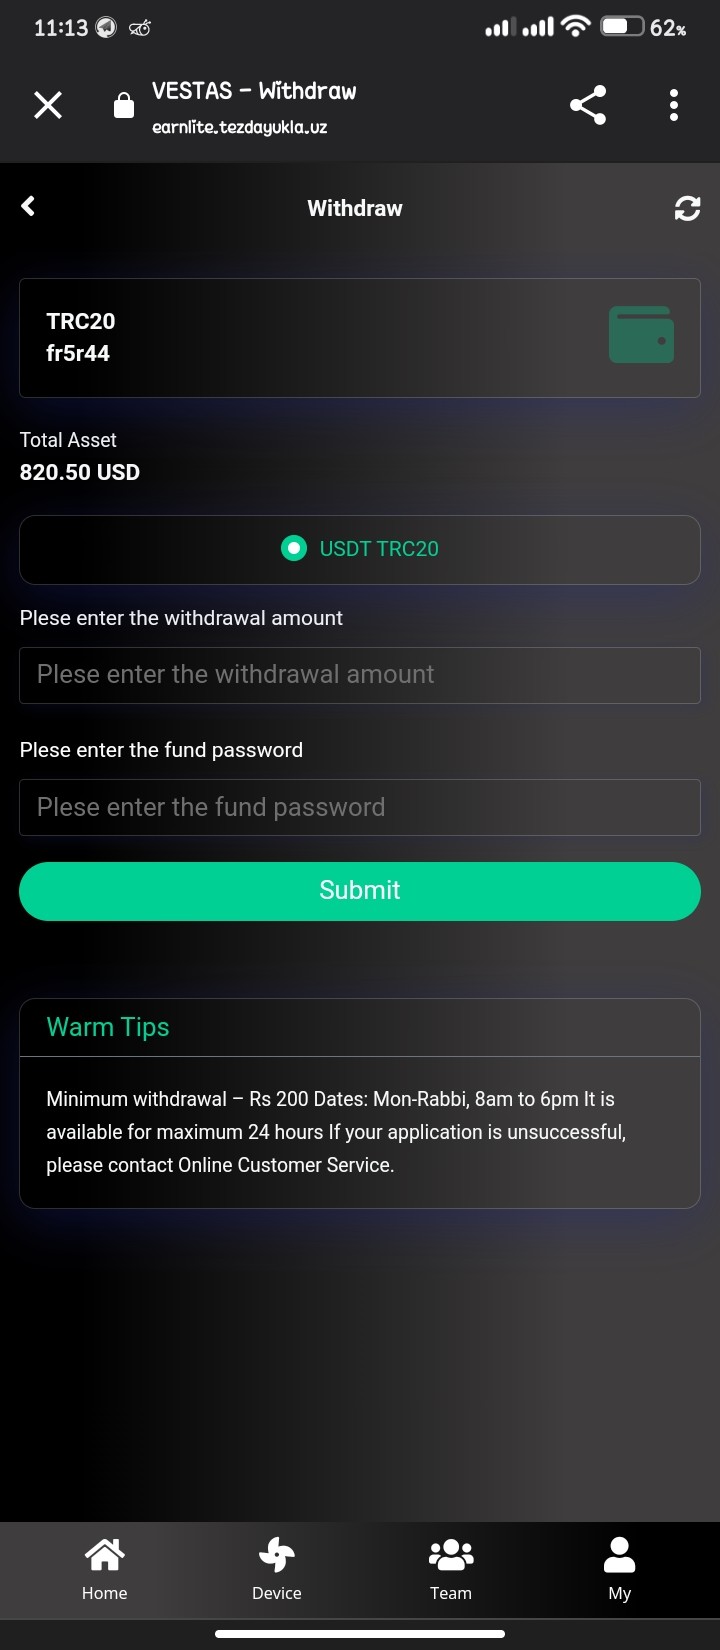 11:13
62%
VESTAS – Withdraw
earnlite.tezdayukla.uz
Withdraw
TRC20
fr5r44
Total Asset
820.50 USD
USDT TRC20
Plese enter the withdrawal amount
Plese enter the withdrawal amount
Plese enter the fund password
Plese enter the fund password
Submit
Warm Tips
Minimum withdrawal – Rs 200 Dates: Mon-Rabbi, 8am to 6pm It is
available for maximum 24 hours If your application is unsuccessful,
please contact Online Customer Service.
Home
Device
Team
My